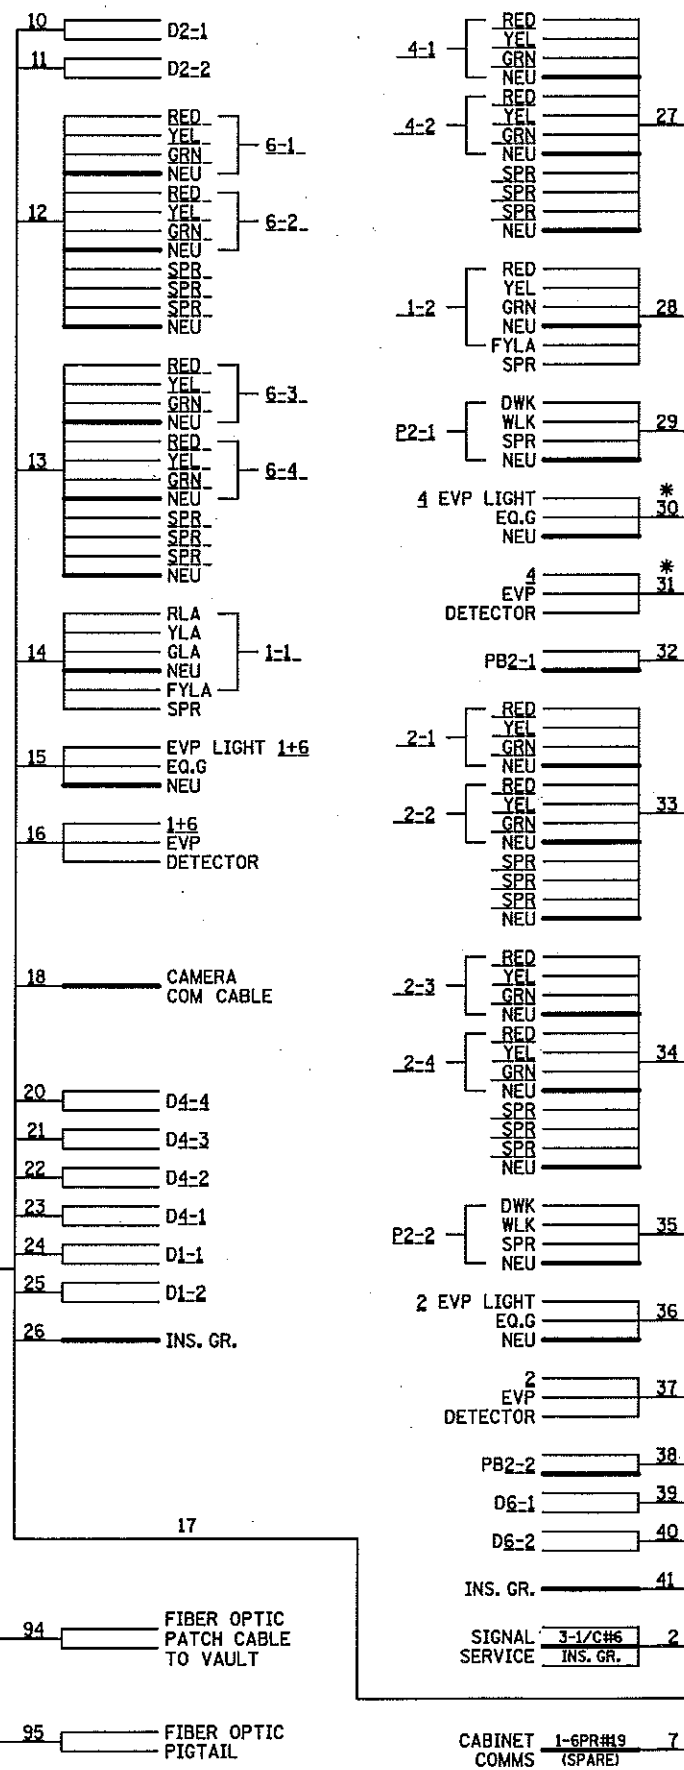 10
D2-1
11
D2-2
12
RED
YEL
GRN
NEU
6-1
RED
YEL
GRN
NEU
6-2
SPR
SPR
SPR
NEU
13
RED
YEL
GRN
NEU
6-3
RED
YEL
GRN
NEU
6-4
SPR
SPR
SPR
NEU
14
RLA
YLA
GLA
NEU
FYLA
SPR
1-1
15
EVP LIGHT 1+6
EQ.G
NEU
16
1+6
EVP
DETECTOR
18
CAMERA
COM CABLE
20
D4-4
21
D4-3
22
D4-2
23
D4-1
24
D1-1
25
D1-2
26
INS. GR.
17
94
FIBER OPTIC
PATCH CABLE
TO VAULT
95
FIBER OPTIC
PIGTAIL
4-1
RED
YEL
GRN
NEU
4-2
RED
YEL
GRN
NEU
SPR
SPR
SPR
NEU
27
1-2
RED
YEL
GRN
NEU
FYLA
SPR
28
P2-1
DWK
WLK
SPR
NEU
29
4 EVP LIGHT
EQ.G
NEU
*
30
4
EVP
DETECTOR
*
31
PB2-1
32
2-1
RED
YEL
GRN
NEU
2-2
RED
YEL
GRN
NEU
SPR
SPR
SPR
NEU
33
2-3
RED
YEL
GRN
NEU
2-4
RED
YEL
GRN
NEU
SPR
SPR
SPR
NEU
34
P2-2
DWK
WLK
SPR
NEU
35
2 EVP LIGHT
EQ.G
NEU
36
2
EVP
DETECTOR
37
PB2-2
38
D6-1
39
D6-2
40
INS. GR.
41
SIGNAL
SERVICE
3-1/C#6
INS. GR.
2
CABINET
COMMS
1-6PR#19
(SPARE)
7